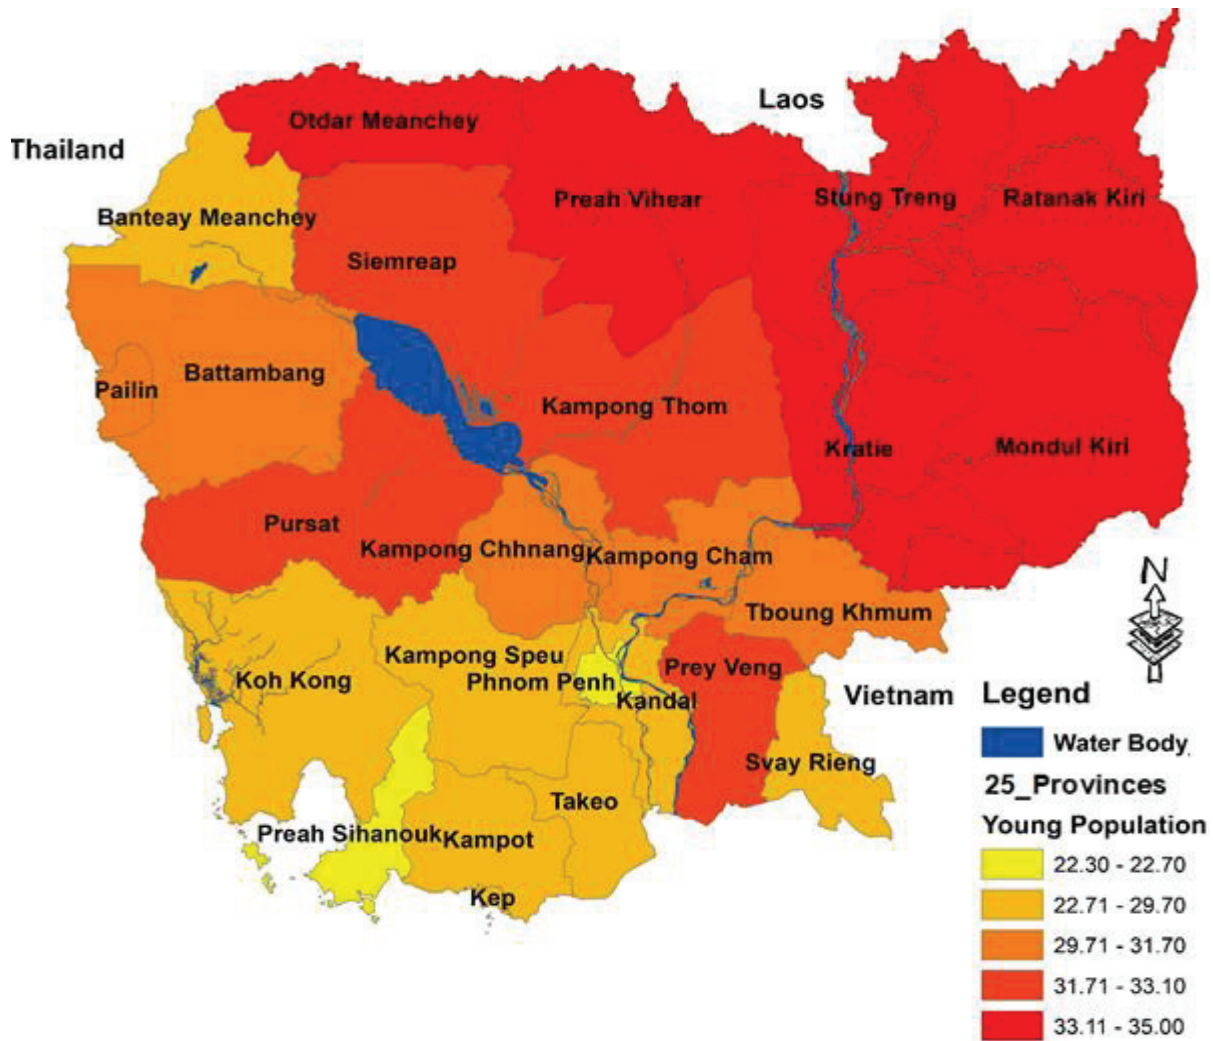 Laos
Otdar Meanchey
Thailand
Preah Vihear
Stung Treng
Ratanak Kiri
Banteay Meanchey
Siemreap
Battambang
Pailin
Kampong Thom
Kratie
Mondul Kiri
Pursat
Kampong Chhnang
Kampong Cham
N
Tboung Khmum
Kampong Speu
Prey Veng
Koh Kong
Phnom Penh
Kandal
Vietnam
Svay Rieng
Takeo
Preah Sihanouk
Kampot
Kep
Legend
Water Body
25_Provinces
Young Population
22.30 - 22.70
22.71 - 29.70
29.71 - 31.70
31.71 - 33.10
33.11 - 35.00